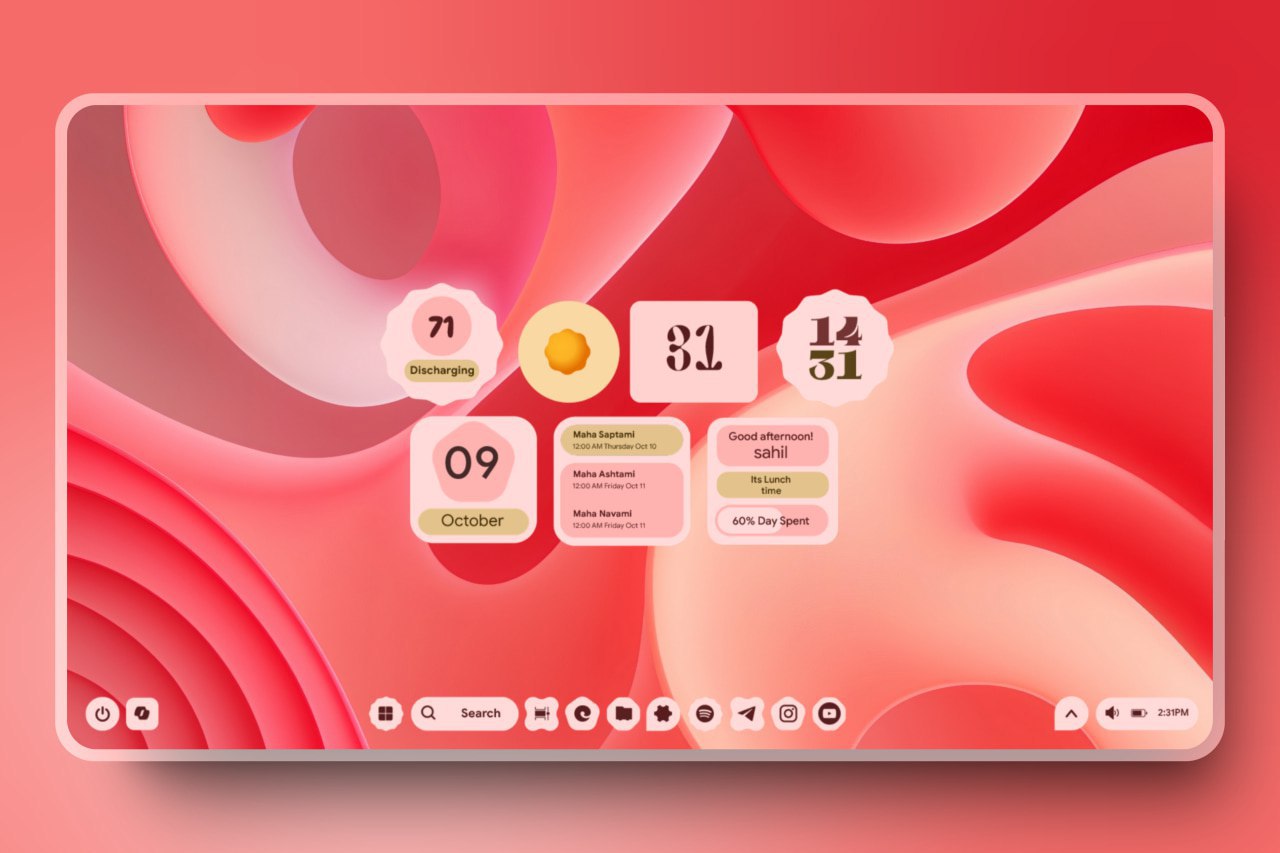 71
Discharging
31
14
31
09
October
Maha Saptami
12:00 AM Thursday Oct 10
Maha Ashtami
12:00 AM Friday Oct 11
Maha Navami
12:00 AM Friday Oct 11
Good afternoon!
sahil
Its Lunch
time
60% Day Spent
Search
2:31PM